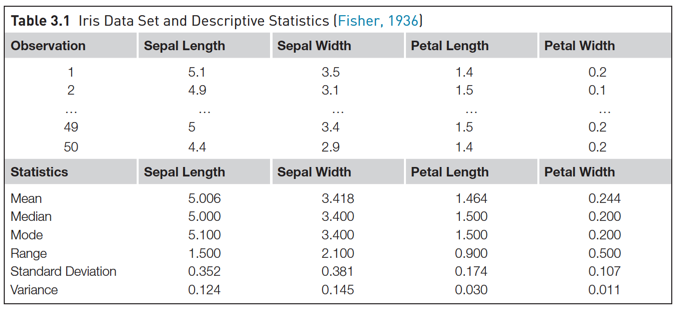 Table 3.1 Iris Data Set and Descriptive Statistics (Fisher, 1936)
Observation Sepal Length Sepal Width Petal Length Petal Width
1 5.1 3.5 1.4 0.2
2 4.9 3.1 1.5 0.1
... ... ... ... ...
49 5 3.4 1.5 0.2
50 4.4 2.9 1.4 0.2
Statistics Sepal Length Sepal Width Petal Length Petal Width
Mean 5.006 3.418 1.464 0.244
Median 5.000 3.400 1.500 0.200
Mode 5.100 3.400 1.500 0.200
Range 1.500 2.100 0.900 0.500
Standard Deviation 0.352 0.381 0.174 0.107
Variance 0.124 0.145 0.030 0.011